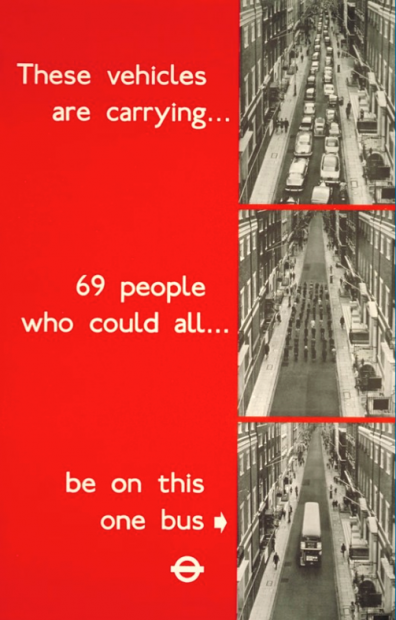 These vehicles
are carrying...
69 people
who could all...
be on this
one bus